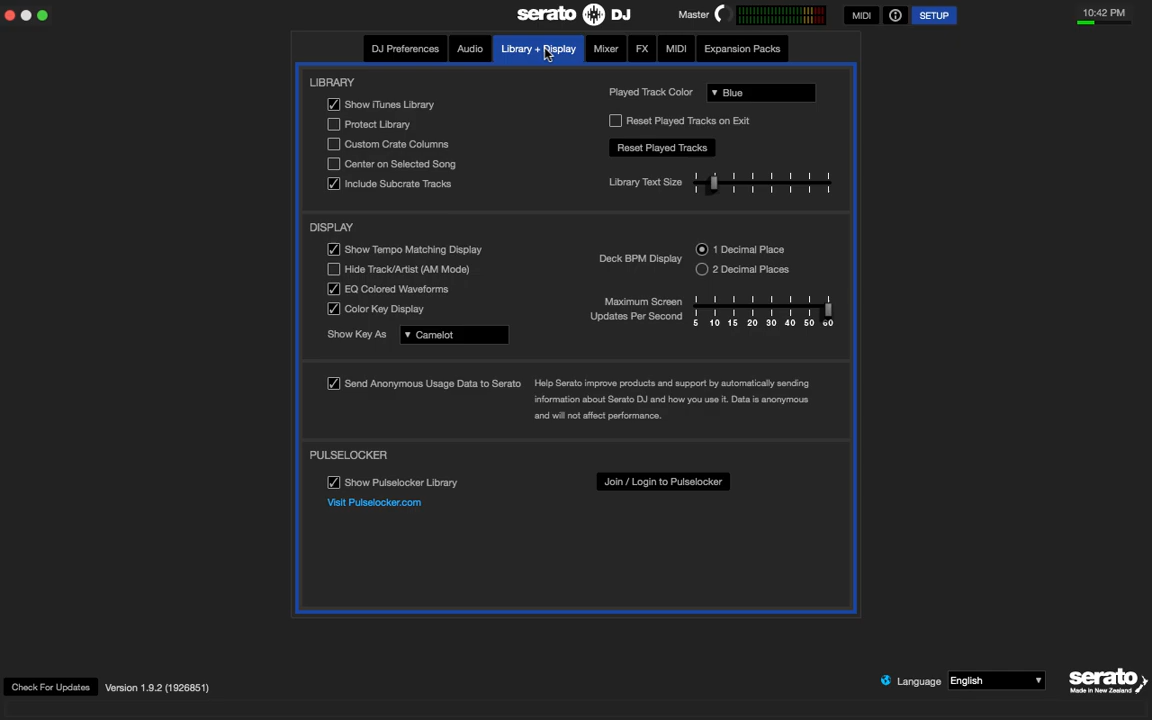 serato DJ
Master
MIDI
SETUP
10:42 PM
DJ Preferences
Audio
Library + Display
Mixer
FX
MIDI
Expansion Packs
LIBRARY
Show iTunes Library
Protect Library
Custom Crate Columns
Center on Selected Song
Include Subcrate Tracks
Played Track Color
Blue
Reset Played Tracks on Exit
Reset Played Tracks
Library Text Size
DISPLAY
Show Tempo Matching Display
Hide Track/Artist (AM Mode)
EQ Colored Waveforms
Color Key Display
Show Key As
Camelot
Deck BPM Display
1 Decimal Place
2 Decimal Places
Maximum Screen
Updates Per Second
5 10 15 20 30 40 50 60
Send Anonymous Usage Data to Serato
Help Serato improve products and support by automatically sending
information about Serato DJ and how you use it. Data is anonymous
and will not affect performance.
PULSELOCKER
Show Pulselocker Library
Join / Login to Pulselocker
Visit Pulselocker.com
Check For Updates
Version 1.9.2 (1926851)
Language
English
serato
Made in New Zealand